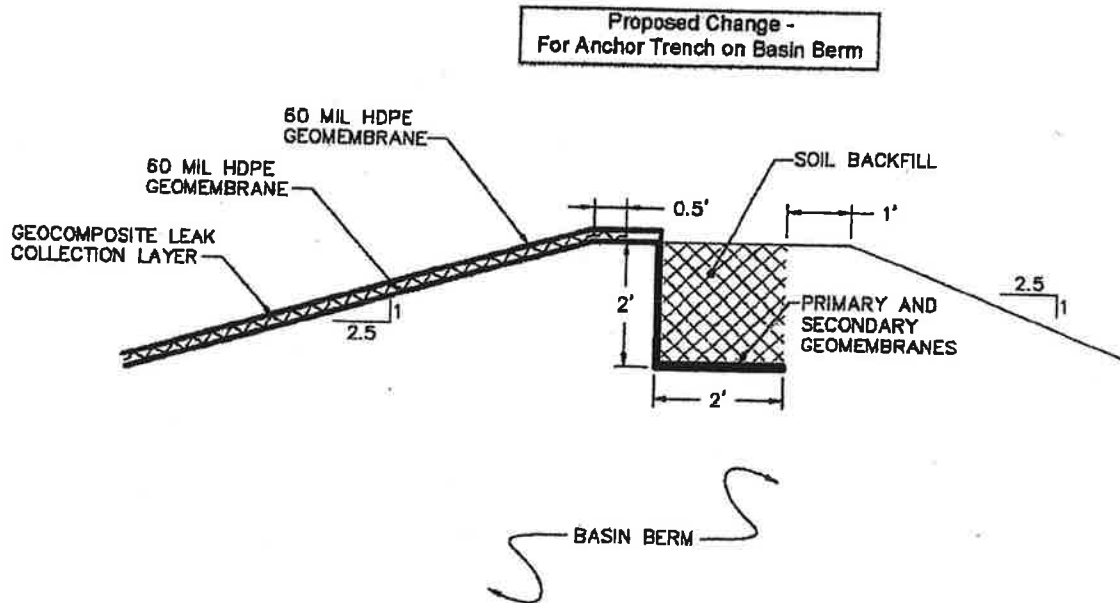 Proposed Change -
For Anchor Trench on Basin Berm
60 MIL HDPE
GEOMEMBRANE
60 MIL HDPE
GEOMEMBRANE
GEOCOMPOSITE LEAK
COLLECTION LAYER
SOIL BACKFILL
0.5'
1'
2'
1
2.5
2.5
1
PRIMARY AND
SECONDARY
GEOMEMBRANES
2'
BASIN BERM